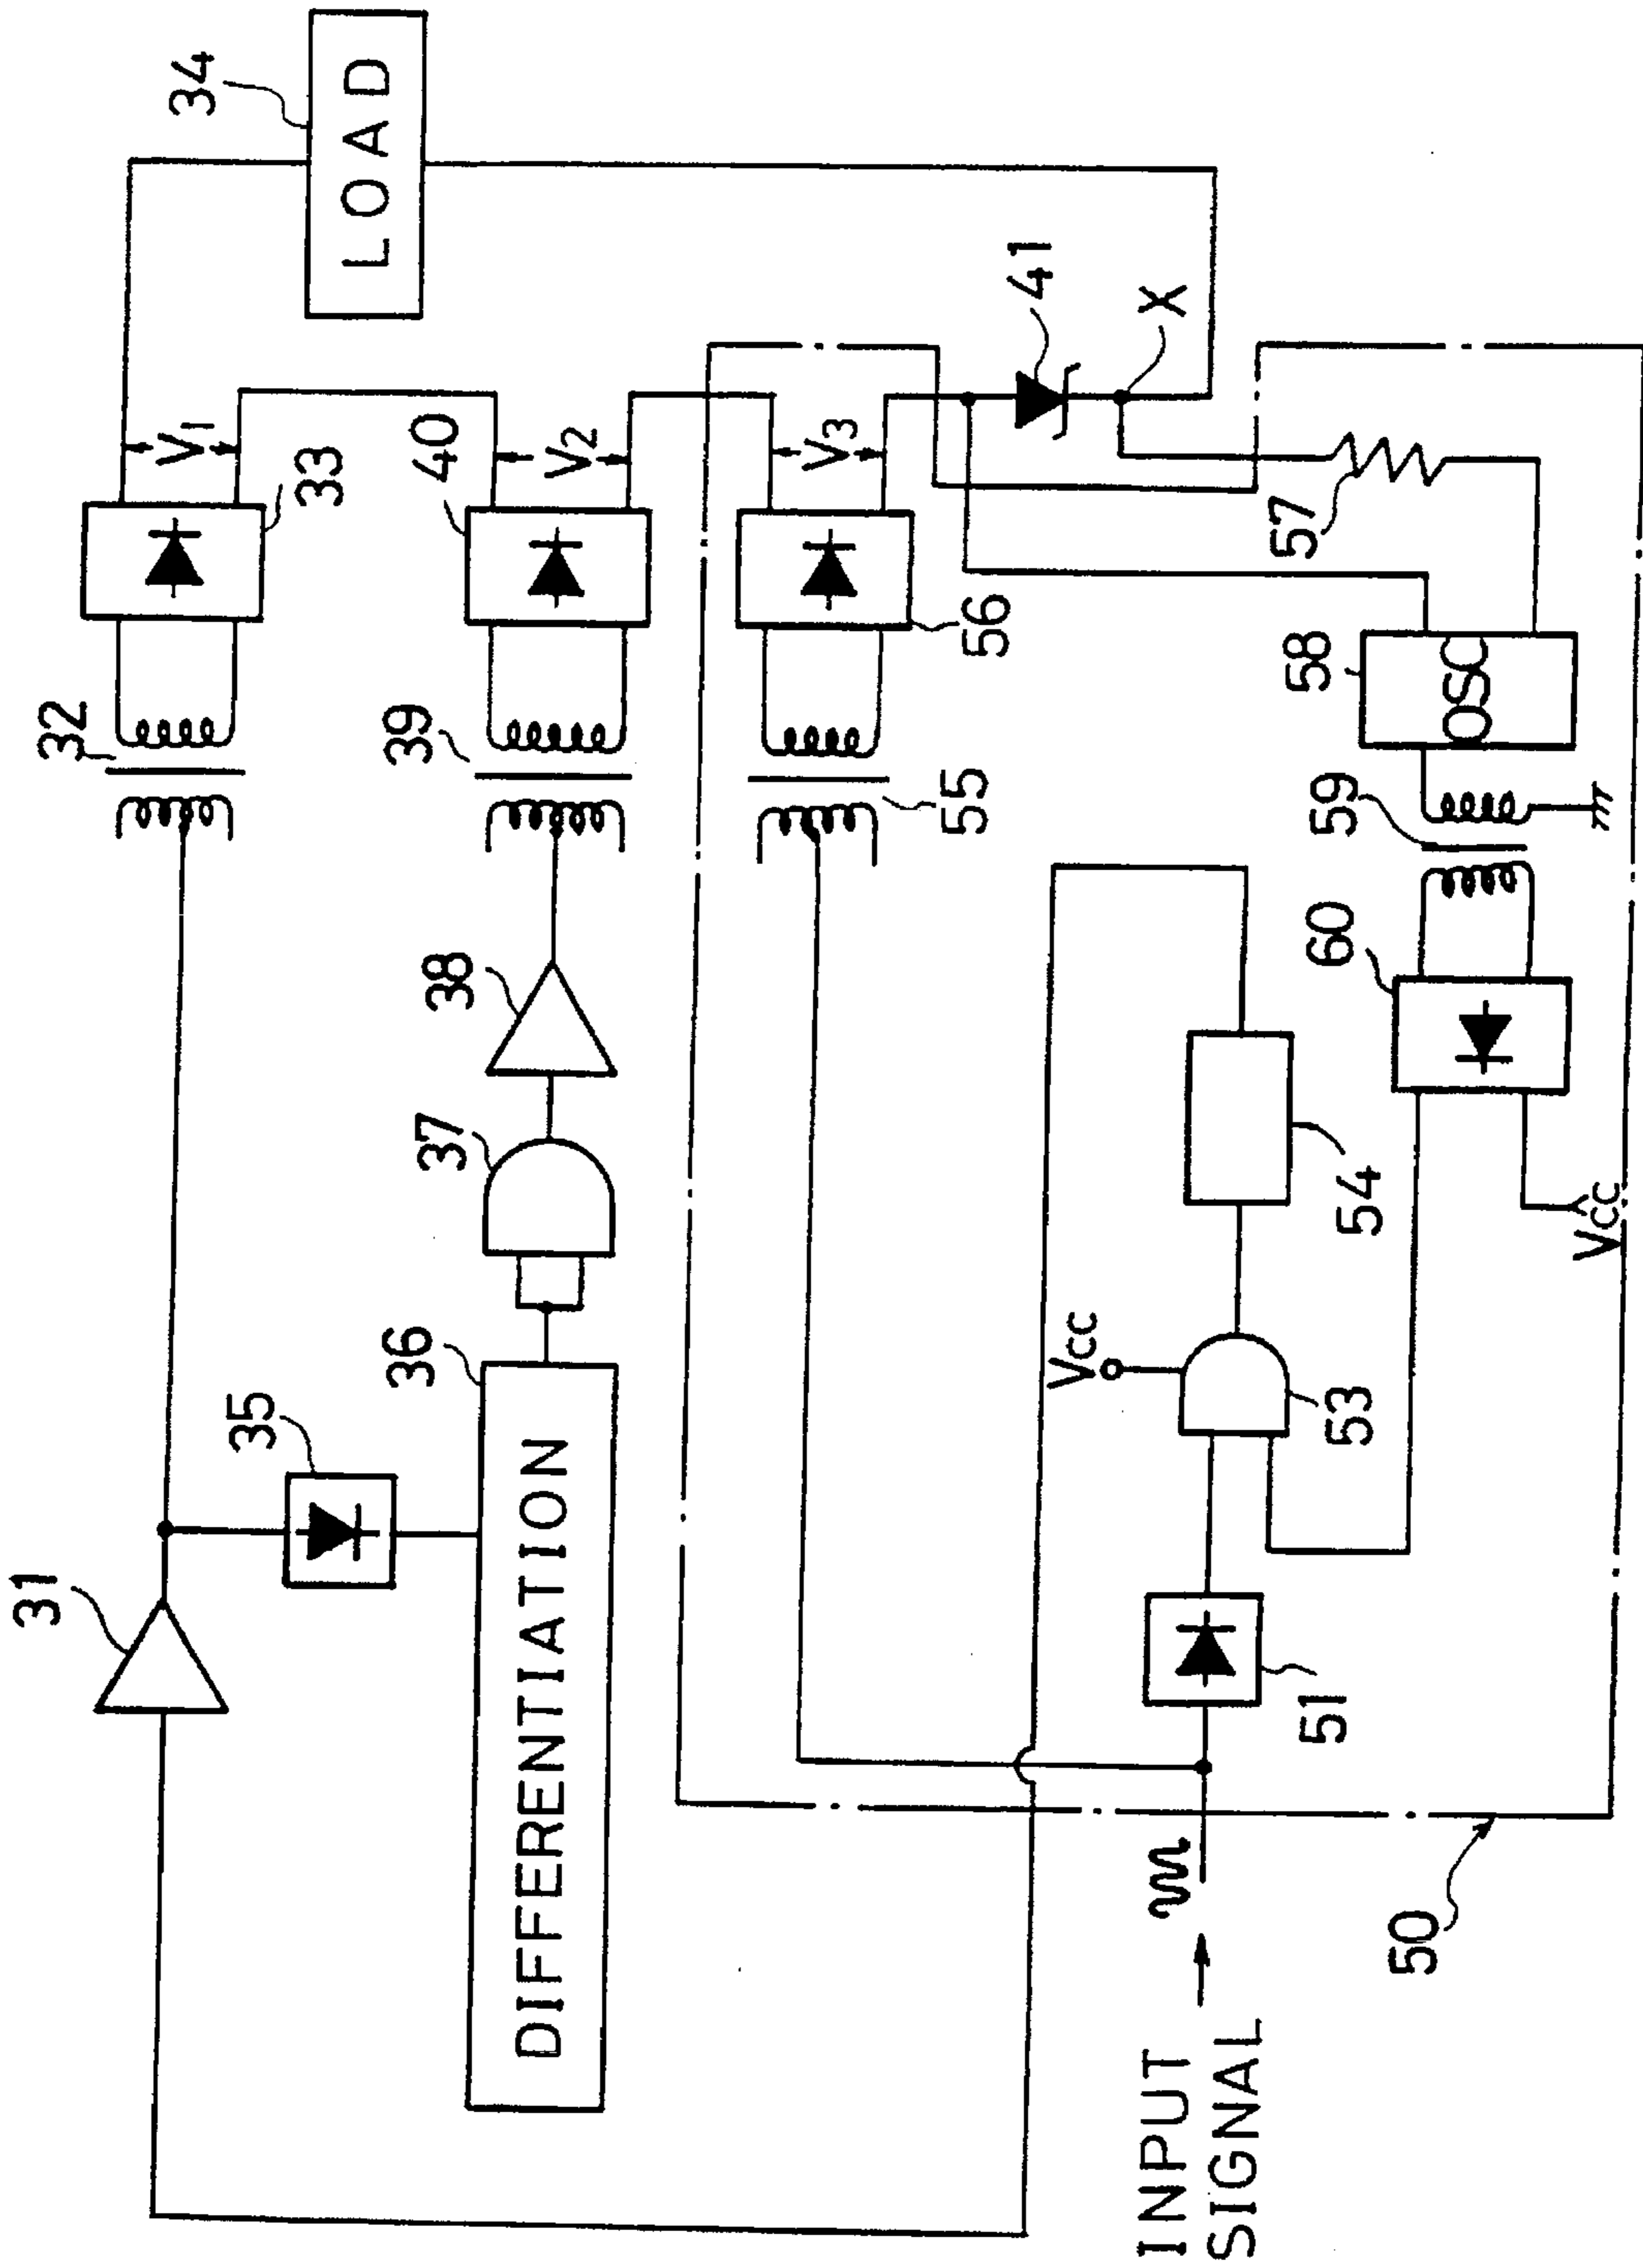 31
32
V1
33
34
LOAD
35
36
DIFFERENTIATION
37
38
39
40
V2
55
56
V3
41
X
INPUT
SIGNAL
51
Vcc
53
54
57
58
OSC
59
60
Vcc
50